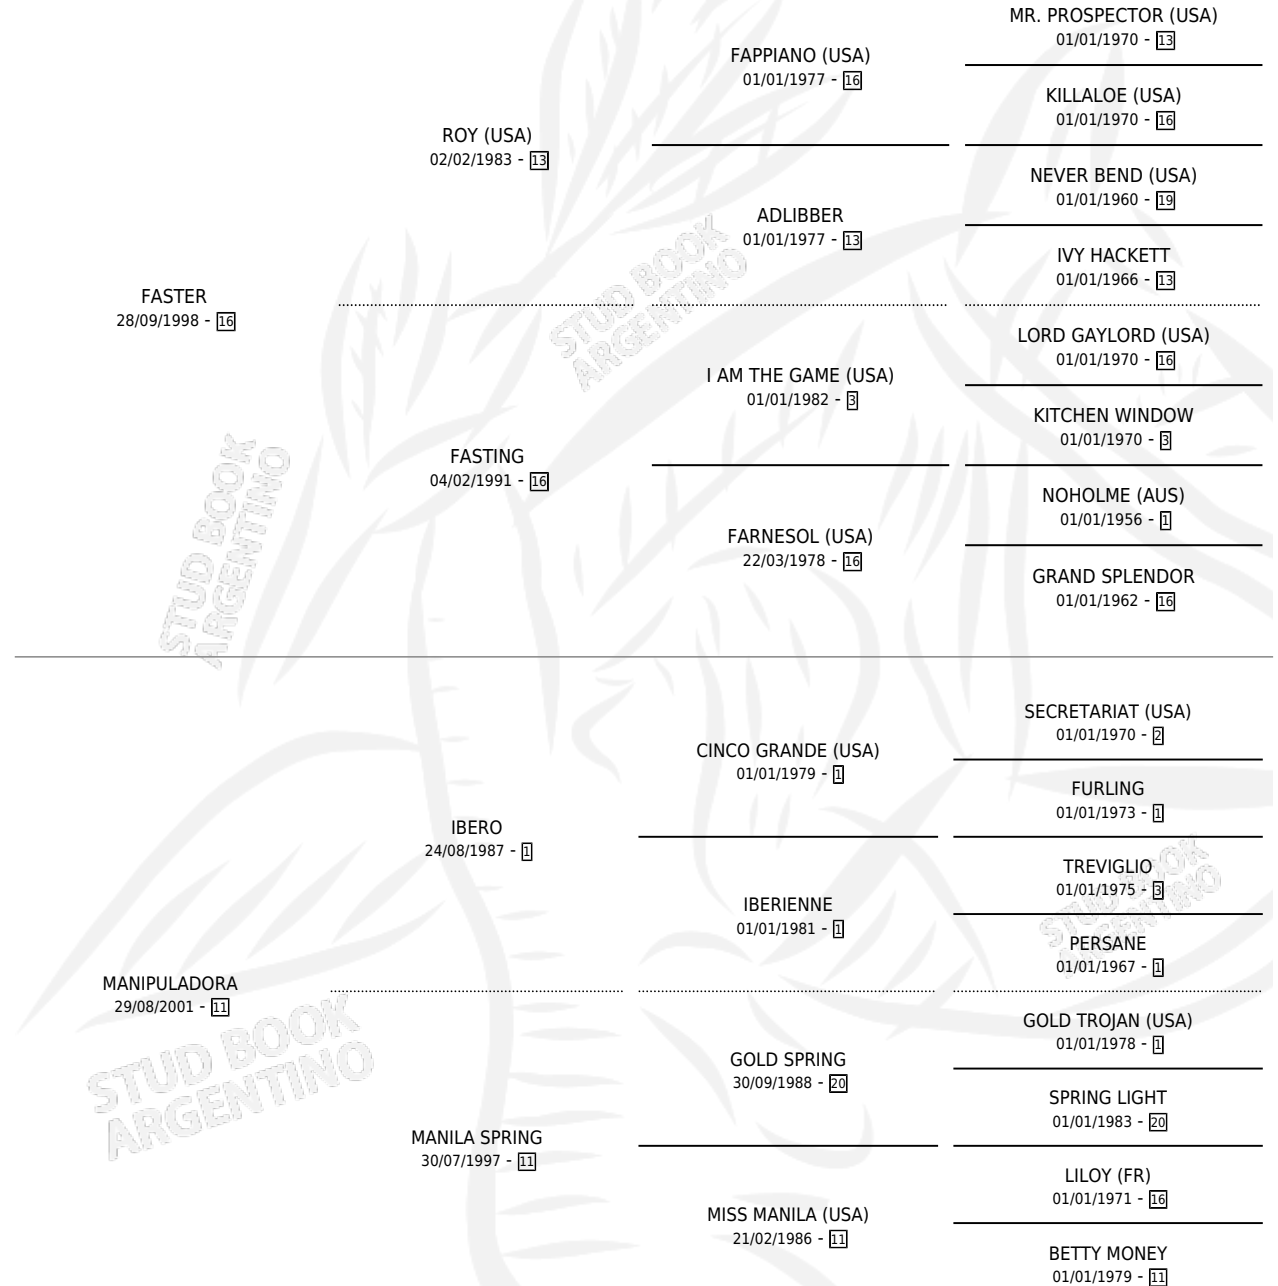 MR. PROSPECTOR (USA)
01/01/1970 - 13
FAPPIANO (USA)
01/01/1977 - 16
KILLALOE (USA)
01/01/1970 - 16
ROY (USA)
02/02/1983 - 13
NEVER BEND (USA)
01/01/1960 - 19
ADLIBBER
01/01/1977 - 13
IVY HACKETT
01/01/1966 - 13
FASTER
28/09/1998 - 16
LORD GAYLORD (USA)
01/01/1970 - 16
I AM THE GAME (USA)
01/01/1982 - 3
KITCHEN WINDOW
01/01/1970 - 3
FASTING
04/02/1991 - 16
NOHOLME (AUS)
01/01/1956 - 1
FARNESOL (USA)
22/03/1978 - 16
GRAND SPLENDOR
01/01/1962 - 16
STUD BOOK
ARGENTINO
STUD BOOK
ARGENTINO
SECRETARIAT (USA)
01/01/1970 - 2
CINCO GRANDE (USA)
01/01/1979 - 1
FURLING
01/01/1973 - 1
IBERO
24/08/1987 - 1
TREVIGLIO
01/01/1975 - 3
IBERIENNE
01/01/1981 - 1
PERSANE
01/01/1967 - 1
MANIPULADORA
29/08/2001 - 11
GOLD TROJAN (USA)
01/01/1978 - 1
GOLD SPRING
30/09/1988 - 20
SPRING LIGHT
01/01/1983 - 20
MANILA SPRING
30/07/1997 - 11
LILOY (FR)
01/01/1971 - 16
MISS MANILA (USA)
21/02/1986 - 11
BETTY MONEY
01/01/1979 - 11
STUD BOOK
ARGENTINO
STUD BOOK
ARGENTINO